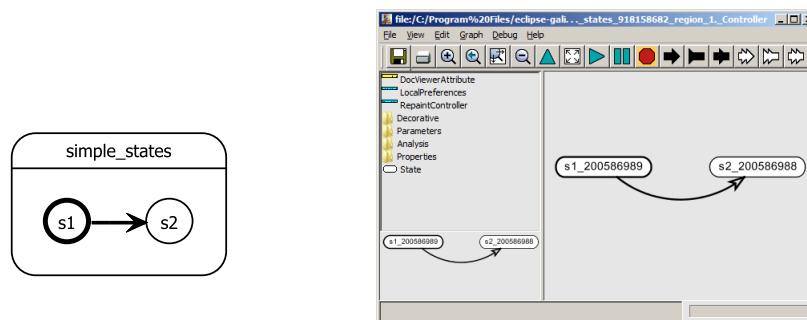 simple_states
s1
s2
file:/C:/Program%20Files/eclipse-gali..._states_918158682_region_1._Controller
File View Edit Graph Debug Help
DocViewerAttribute
LocalPreferences
RepaintController
Decorative
Parameters
Analysis
Properties
State
s1_200586989
s2_200586988
s1_200586989
s2_200586988